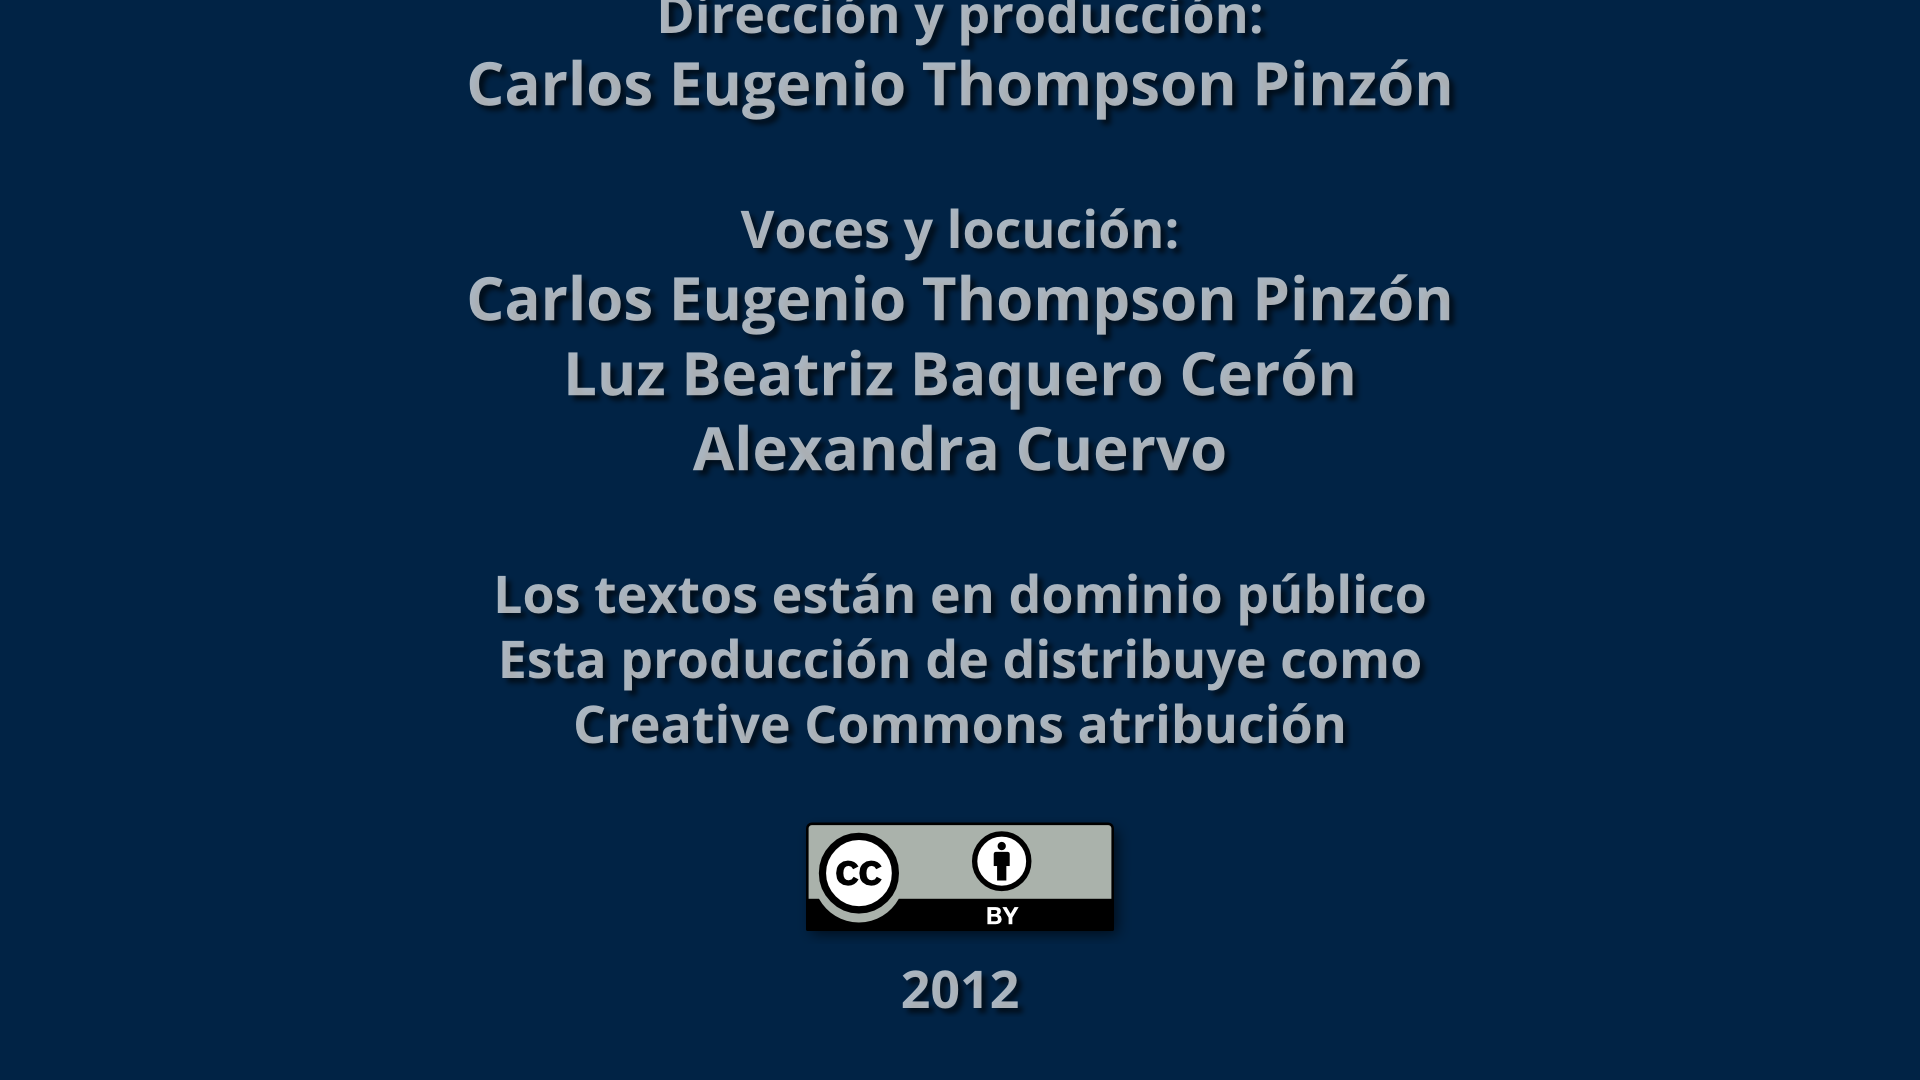 Dirección y producción:
Carlos Eugenio Thompson Pinzón
Voces y locución:
Carlos Eugenio Thompson Pinzón
Luz Beatriz Baquero Cerón
Alexandra Cuervo
Los textos están en dominio público
Esta producción de distribuye como
Creative Commons atribución
cc
BY
2012